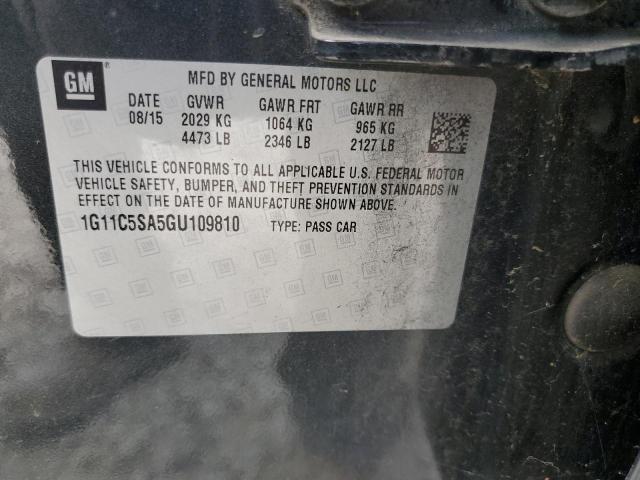 GM ® MFD BY GENERAL MOTORS LLC
DATE GVWR GAWR FRT GAWR RR
08/15 2029 KG 1064 KG 965 KG
4473 LB 2346 LB 2127 LB
THIS VEHICLE CONFORMS TO ALL APPLICABLE U.S. FEDERAL MOTOR
VEHICLE SAFETY, BUMPER, AND THEFT PREVENTION STANDARDS IN
EFFECT ON THE DATE OF MANUFACTURE SHOWN ABOVE.
1G11C5SA5GU109810 TYPE: PASS CAR